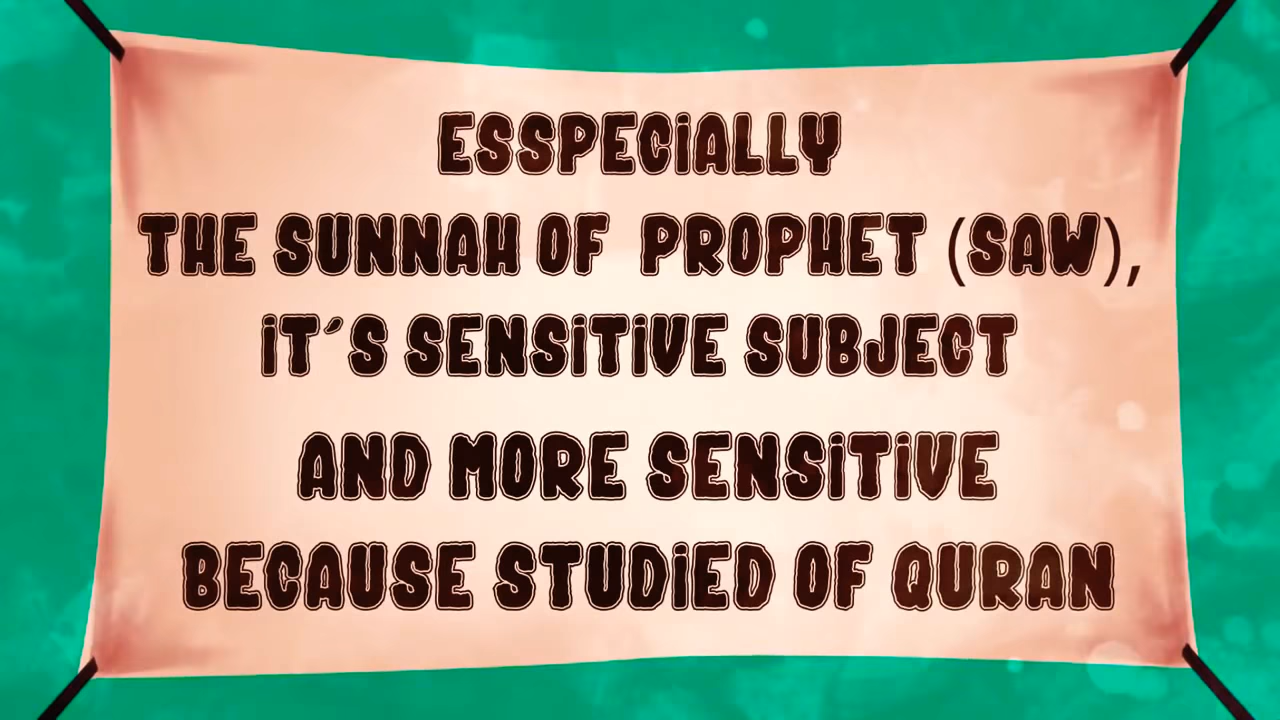 ESSPECiALLY
THE SUNNAH OF PROPHET (SAW),
iT´S SENSiTiVE SUBJECT
AND MORE SENSiTiVE
BECAUSE STUDiED OF QURAN